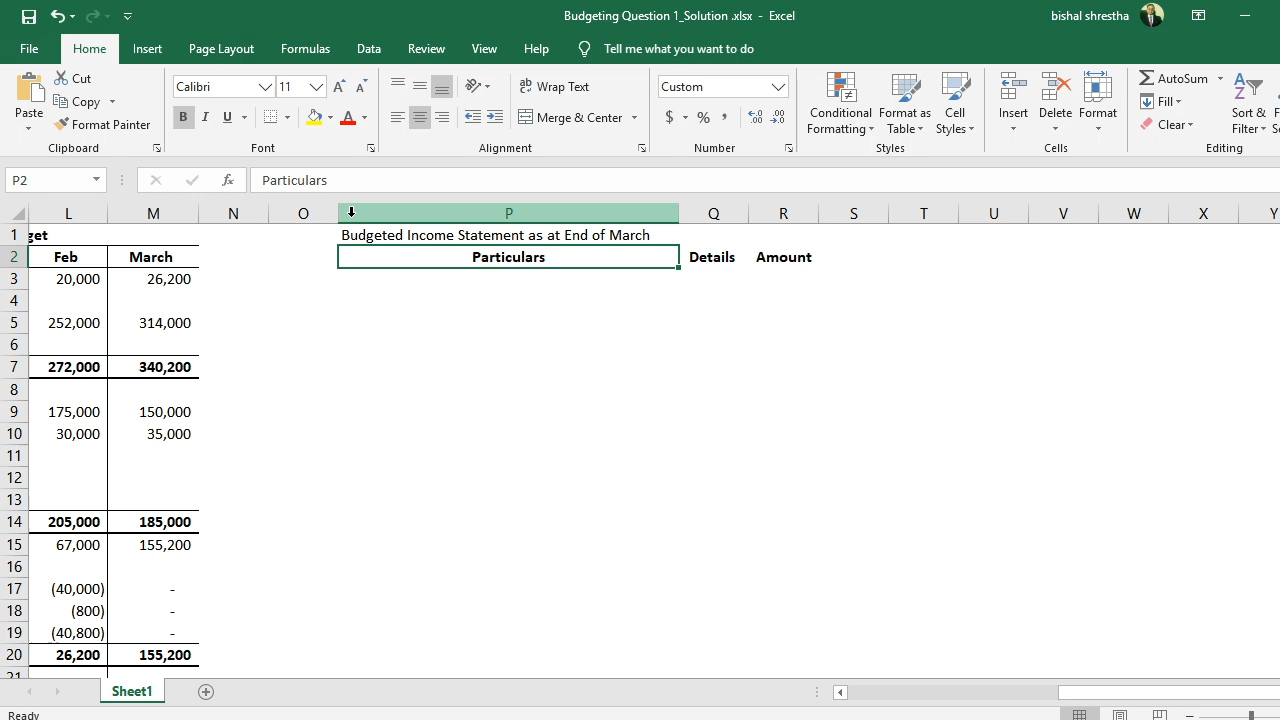 Budgeting Question 1_Solution .xlsx - Excel
bishal shrestha
File Home Insert Page Layout Formulas Data Review View Help Tell me what you want to do
Paste
Cut
Copy
Format Painter
Clipboard
Calibri 11
B I U
Font
Wrap Text
Merge & Center
Alignment
Custom
$ % ,
Number
Conditional Formatting
Format as Table
Cell Styles
Styles
Insert Delete Format
Cells
AutoSum
Fill
Clear
Sort &
Filter
Editing
P2 fx Particulars
L M N O P Q R S T U V W X Y
1 get Budgeted Income Statement as at End of March
2 Feb March Particulars Details Amount
3 20,000 26,200
4
5 252,000 314,000
6
7 272,000 340,200
8
9 175,000 150,000
10 30,000 35,000
11
12
13
14 205,000 185,000
15 67,000 155,200
16
17 (40,000) -
18 (800) -
19 (40,800) -
20 26,200 155,200
21
Sheet1
Ready